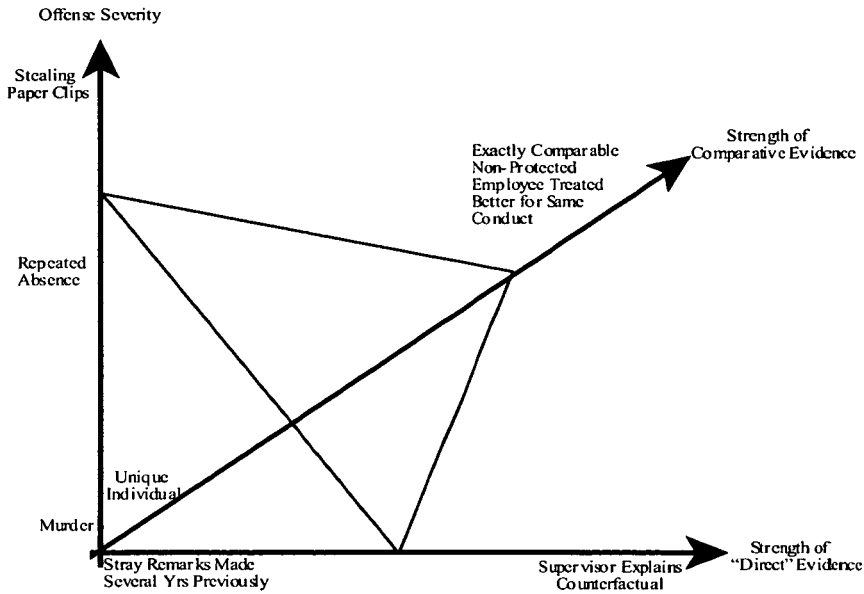 Offense Severity
Stealing
Paper Clips
Strength of
Comparative Evidence
Exactly Comparable
Non-Protected
Employee Treated
Better for Same
Conduct
Repeated
Absence
Unique
Individual
Murder
Stray Remarks Made
Several Yrs Previously
Supervisor Explains
Counterfactual
Strength of
“Direct” Evidence